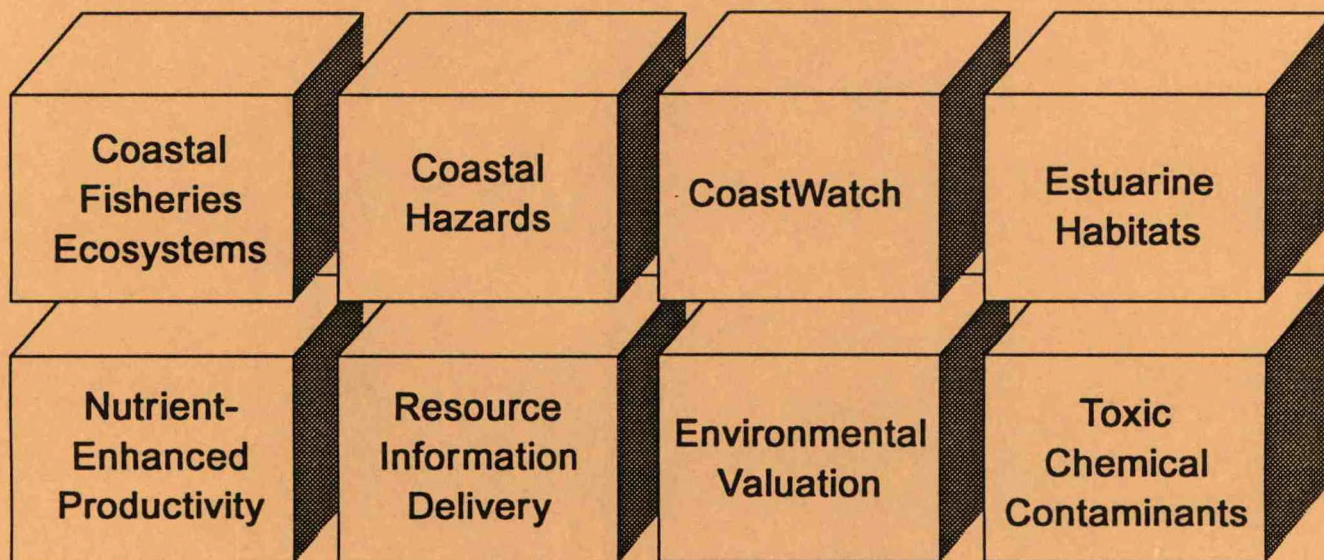 Coastal
Fisheries
Ecosystems
Coastal
Hazards
CoastWatch
Estuarine
Habitats
Nutrient-
Enhanced
Productivity
Resource
Information
Delivery
Environmental
Valuation
Toxic
Chemical
Contaminants